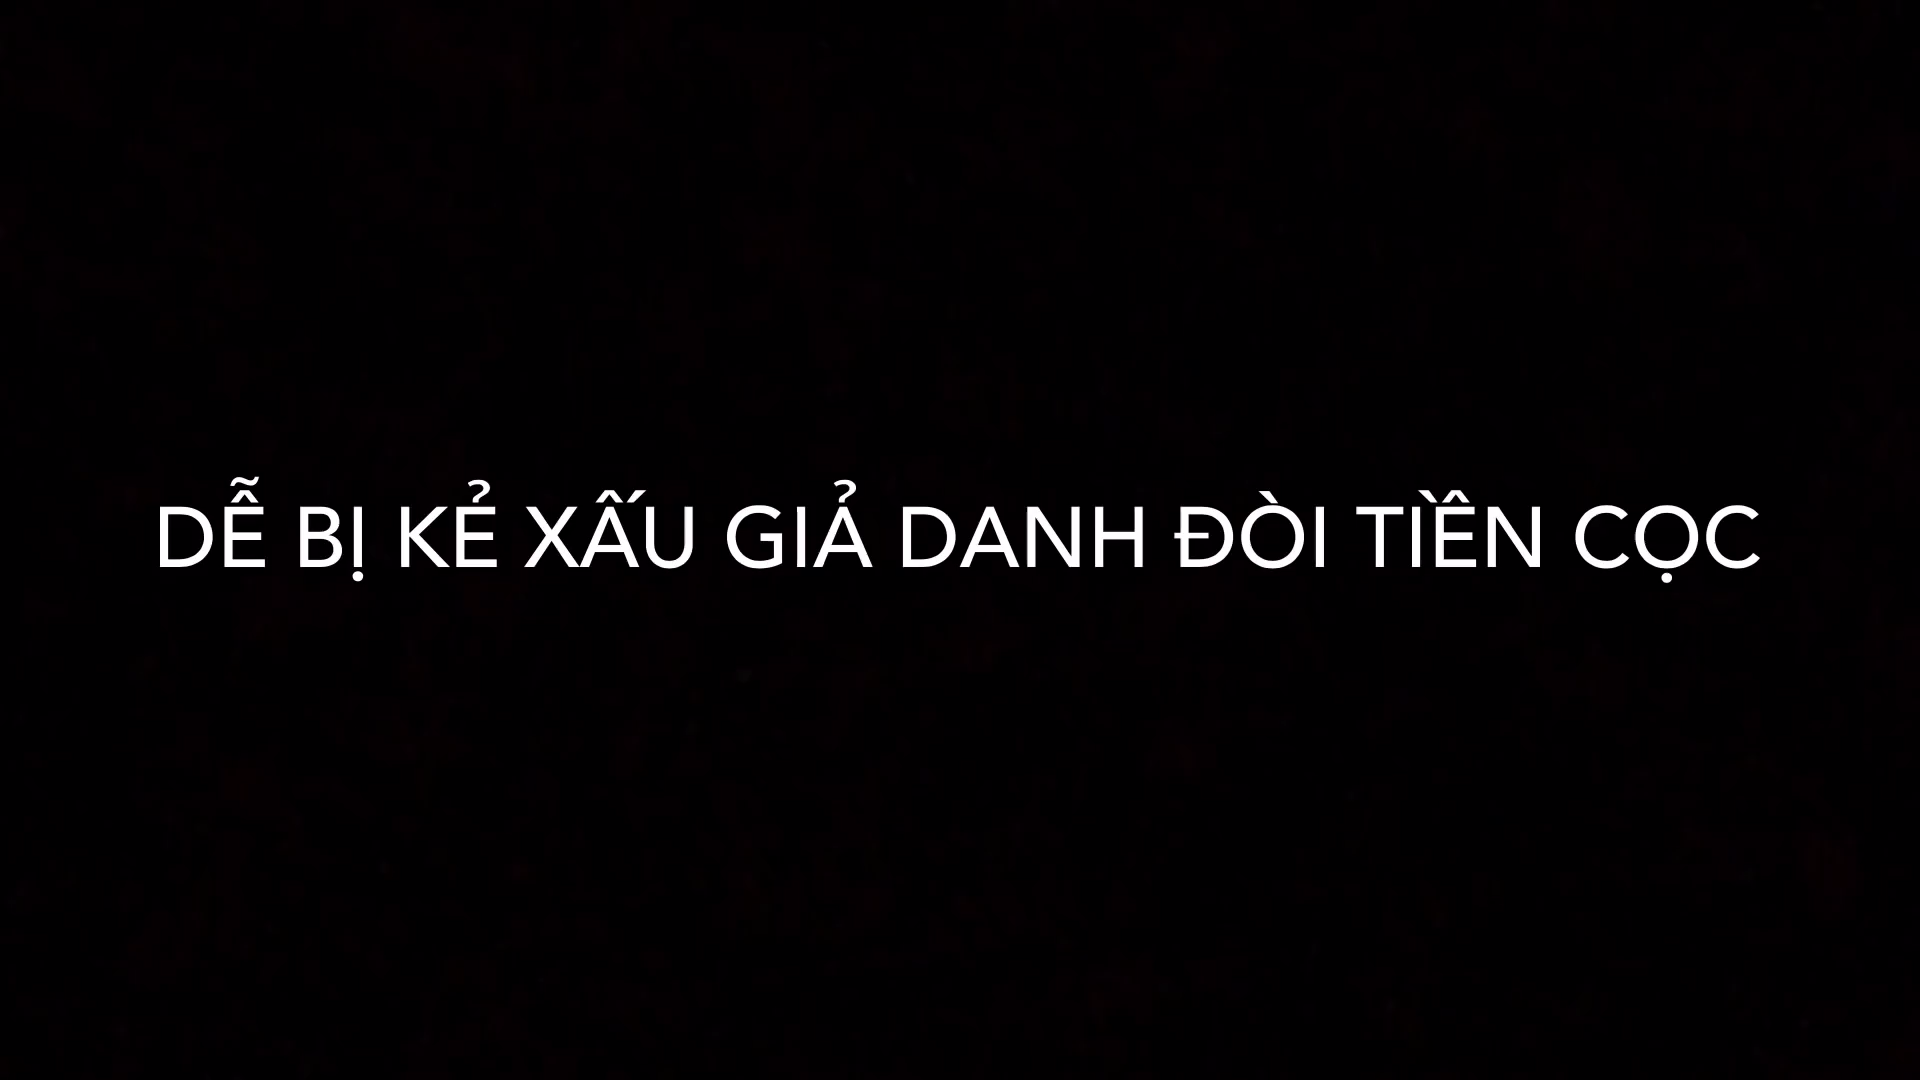 DỄ BỊ KẺ XẤU GIẢ DANH ĐÒI TIỀN CỌC